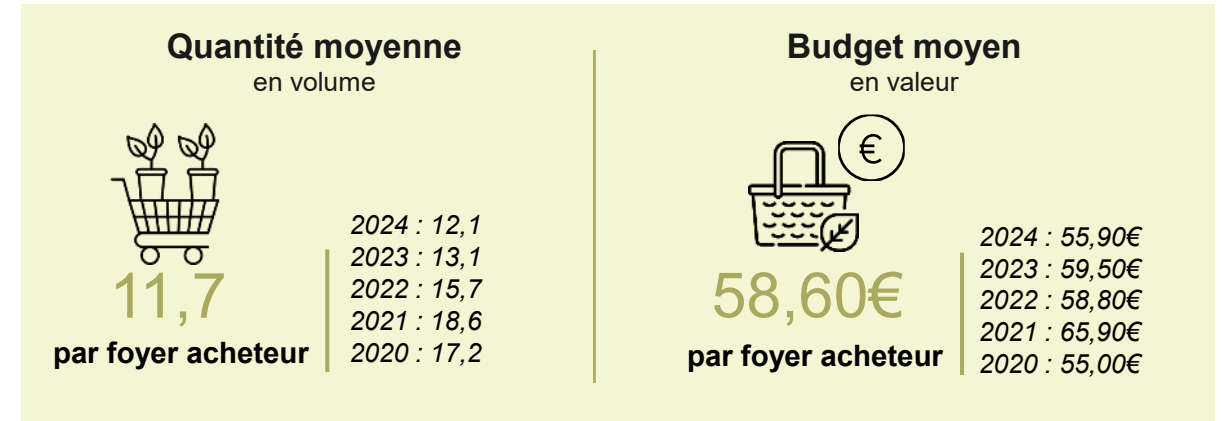 Quantité moyenne
en volume
11,7
par foyer acheteur
2024 : 12,1
2023 : 13,1
2022 : 15,7
2021 : 18,6
2020 : 17,2
Budget moyen
en valeur
€
58,60€
par foyer acheteur
2024 : 55,90€
2023 : 59,50€
2022 : 58,80€
2021 : 65,90€
2020 : 55,00€